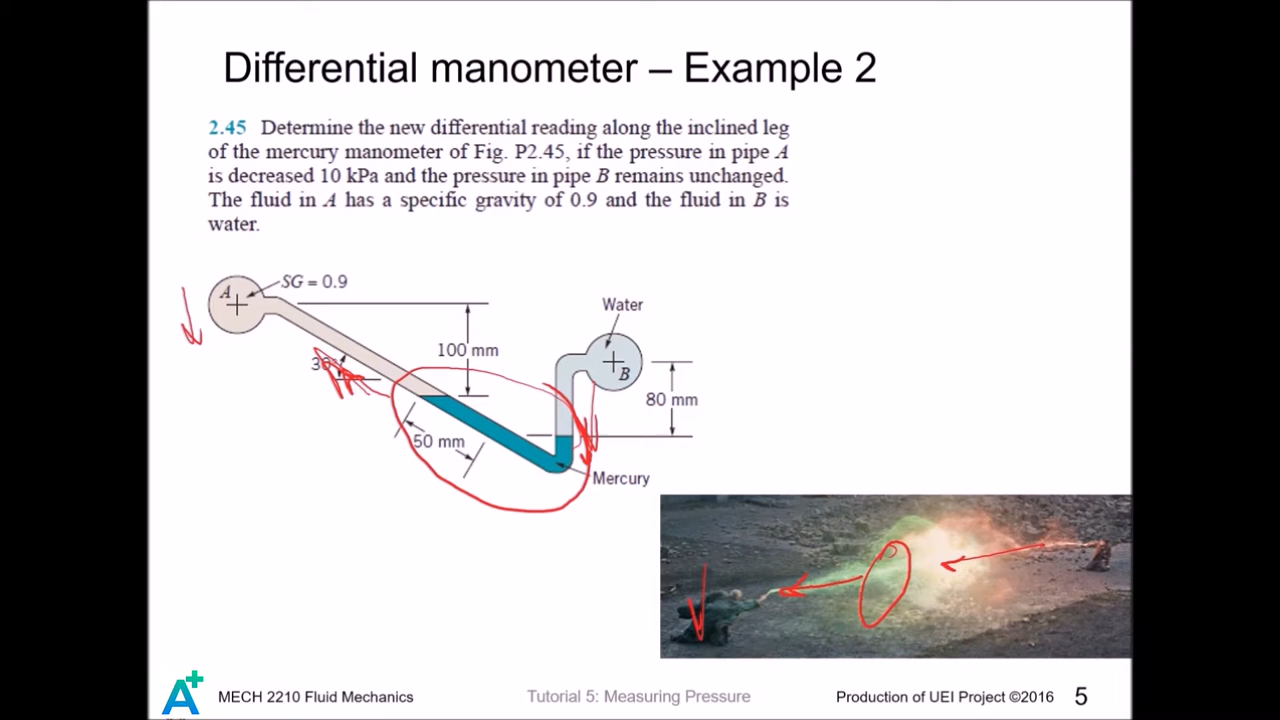 Differential manometer – Example 2
2.45 Determine the new differential reading along the inclined leg
of the mercury manometer of Fig. P2.45, if the pressure in pipe A
is decreased 10 kPa and the pressure in pipe B remains unchanged.
The fluid in A has a specific gravity of 0.9 and the fluid in B is
water.
A
SG = 0.9
Water
100 mm
B
80 mm
50 mm
Mercury
A+
MECH 2210 Fluid Mechanics
Tutorial 5: Measuring Pressure
Production of UEI Project ©2016
5